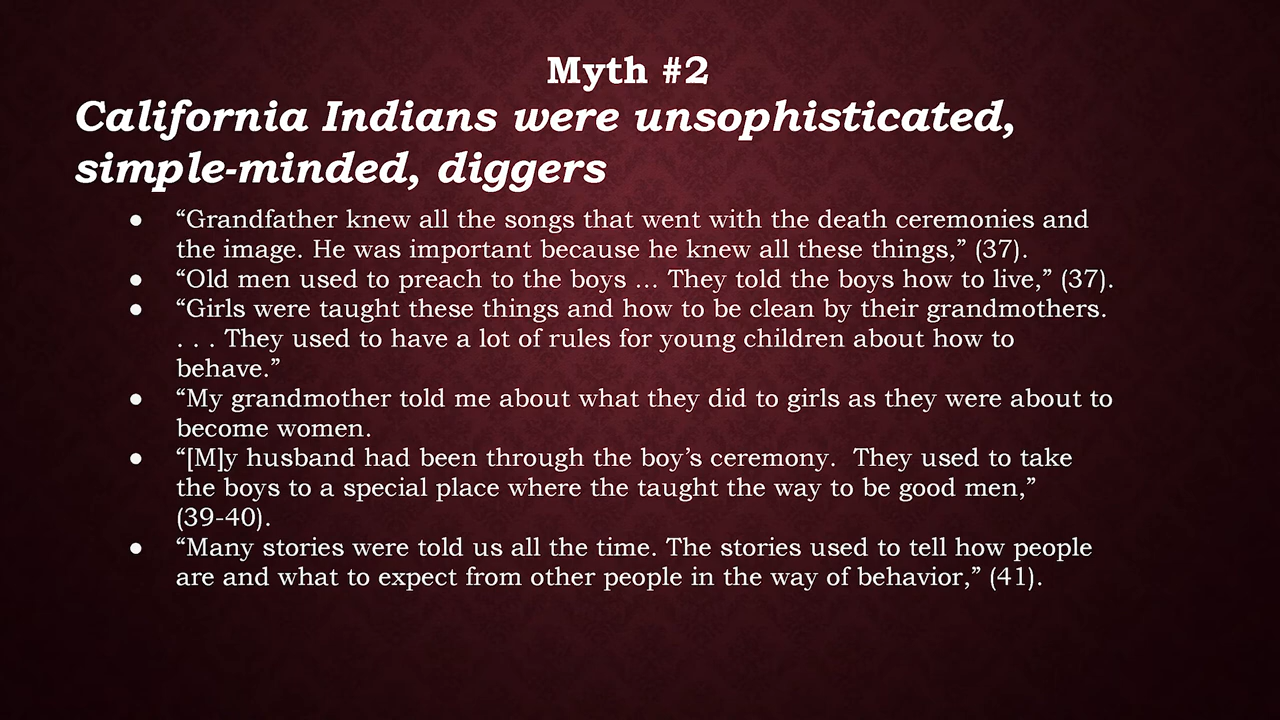 Myth #2
California Indians were unsophisticated,
simple-minded, diggers
● “Grandfather knew all the songs that went with the death ceremonies and
the image. He was important because he knew all these things,” (37).
● “Old men used to preach to the boys … They told the boys how to live,” (37).
● “Girls were taught these things and how to be clean by their grandmothers.
. . . They used to have a lot of rules for young children about how to
behave.”
● “My grandmother told me about what they did to girls as they were about to
become women.
● “[M]y husband had been through the boy’s ceremony.  They used to take
the boys to a special place where the taught the way to be good men,”
(39-40).
● “Many stories were told us all the time. The stories used to tell how people
are and what to expect from other people in the way of behavior,” (41).